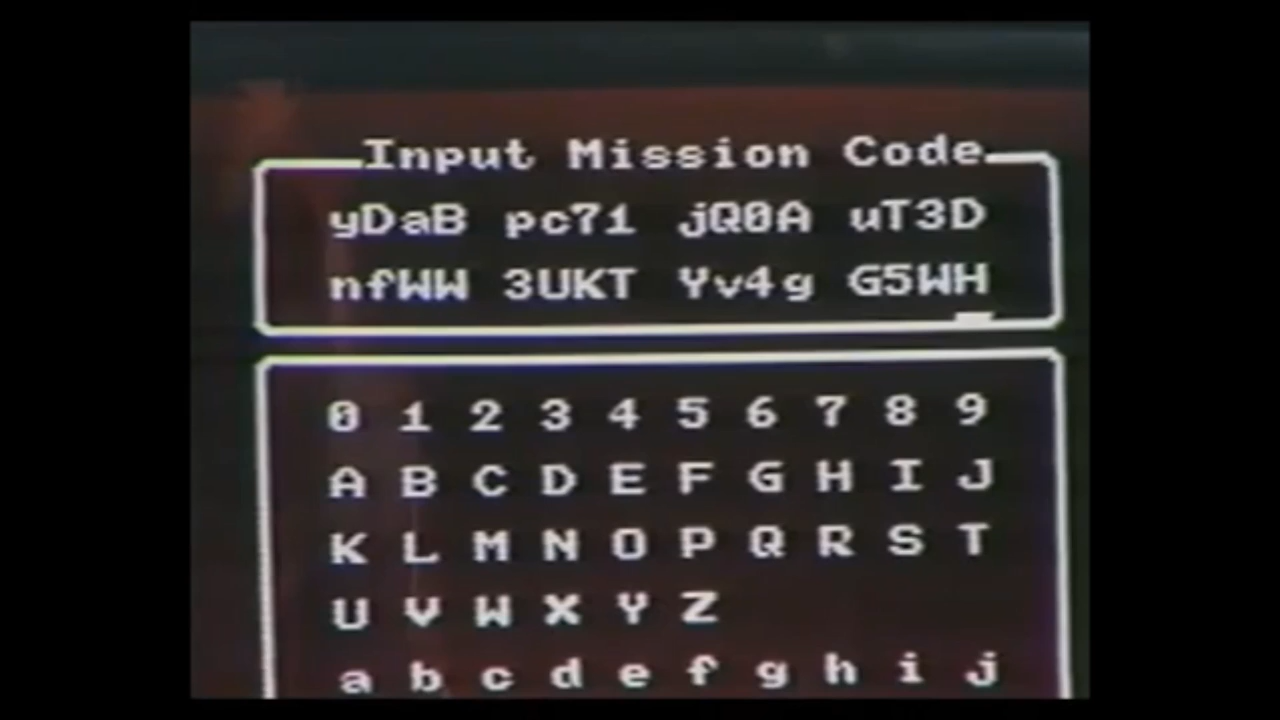 Input Mission Code
yDaB pc71 jQ0A uT3D
nfWW 3UKT Yv4g G5WH
0 1 2 3 4 5 6 7 8 9
A B C D E F G H I J
K L M N O P Q R S T
U V W X Y Z
a b c d e f g h i j